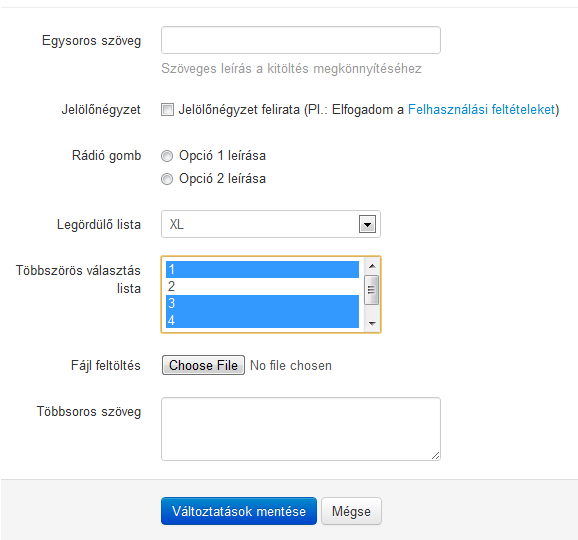 Egysoros szöveg
Szöveges leírás a kitöltés megkönnyítéséhez
Jelölőnégyzet Jelölőnégyzet felirata (Pl.: Elfogadom a Felhasználási feltételeket)
Rádió gomb Opció 1 leírása
Opció 2 leírása
Legördülő lista XL
Többszörös választás lista
1
2
3
4
Fájl feltöltés Choose File No file chosen
Többsoros szöveg
Változtatások mentése Mégse